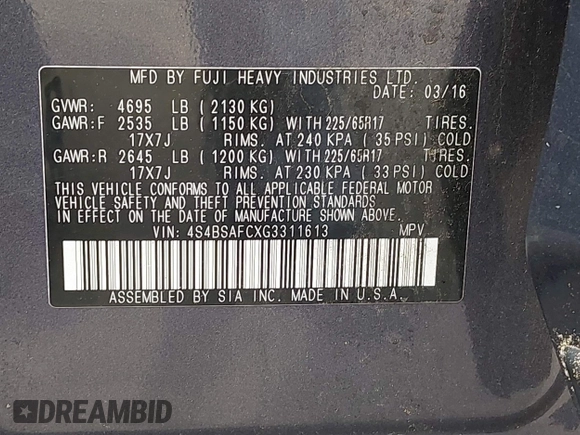 MFD BY FUJI HEAVY INDUSTRIES LTD.
DATE: 03/16
GVWR: 4695 LB (2130 KG)
GAWR:F 2535 LB (1150 KG) WITH 225/65R17 TIRES.
17X7J RIMS. AT 240 KPA (35 PSI) COLD
GAWR:R 2645 LB (1200 KG) WITH 225/65R17 TIRES.
17X7J RIMS. AT 230 KPA (33 PSI) COLD
THIS VEHICLE CONFORMS TO ALL APPLICABLE FEDERAL MOTOR
VEHICLE SAFETY AND THEFT PREVENTION STANDARDS
IN EFFECT ON THE DATE OF MANUFACTURE SHOWN ABOVE.
VIN: 4S4BSAFCXG3311613 MPV
ASSEMBLED BY SIA INC. MADE IN U.S.A.
DREAMBID